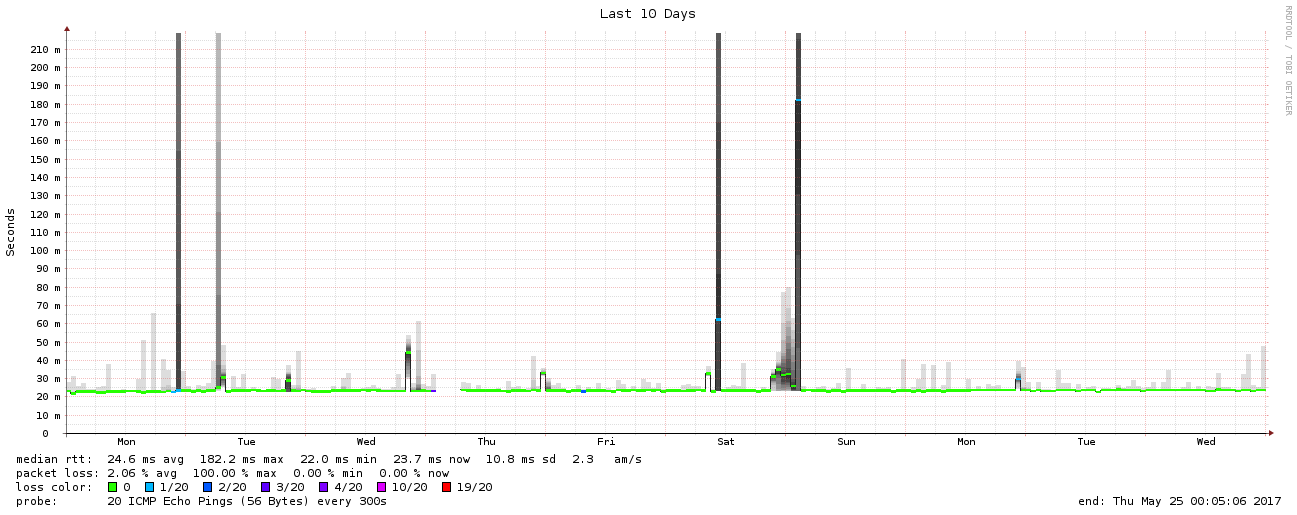 Last 10 Days
RRDTOOL / TOBI OETIKER
Seconds
210 m
200 m
190 m
180 m
170 m
160 m
150 m
140 m
130 m
120 m
110 m
100 m
90 m
80 m
70 m
60 m
50 m
40 m
30 m
20 m
10 m
0
Mon Tue Wed Thu Fri Sat Sun Mon Tue Wed
median rtt: 24.6 ms avg 182.2 ms max 22.0 ms min 23.7 ms now 10.8 ms sd 2.3 am/s
packet loss: 2.06 % avg 100.00 % max 0.00 % min 0.00 % now
loss color: 0 1/20 2/20 3/20 4/20 10/20 19/20
probe: 20 ICMP Echo Pings (56 Bytes) every 300s end: Thu May 25 00:05:06 2017